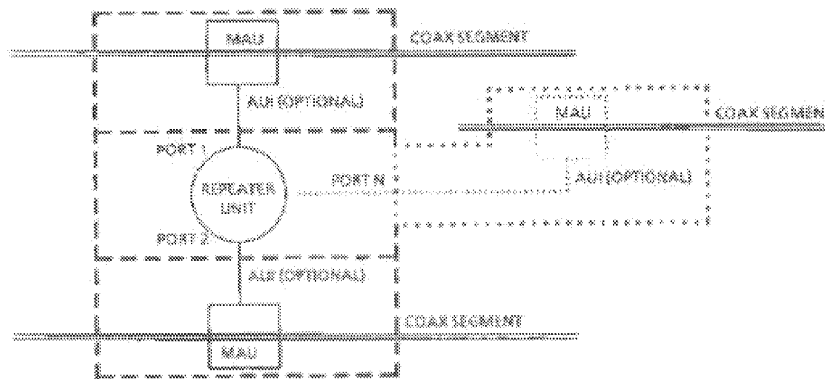 MAU
COAX SEGMENT
AUI (OPTIONAL)
MAU
COAX SEGMEN
PORT 1
REPEATER
UNIT
PORT N
AUI (OPTIONAL)
PORT 2
AUI (OPTIONAL)
COAX SEGMENT
MAU